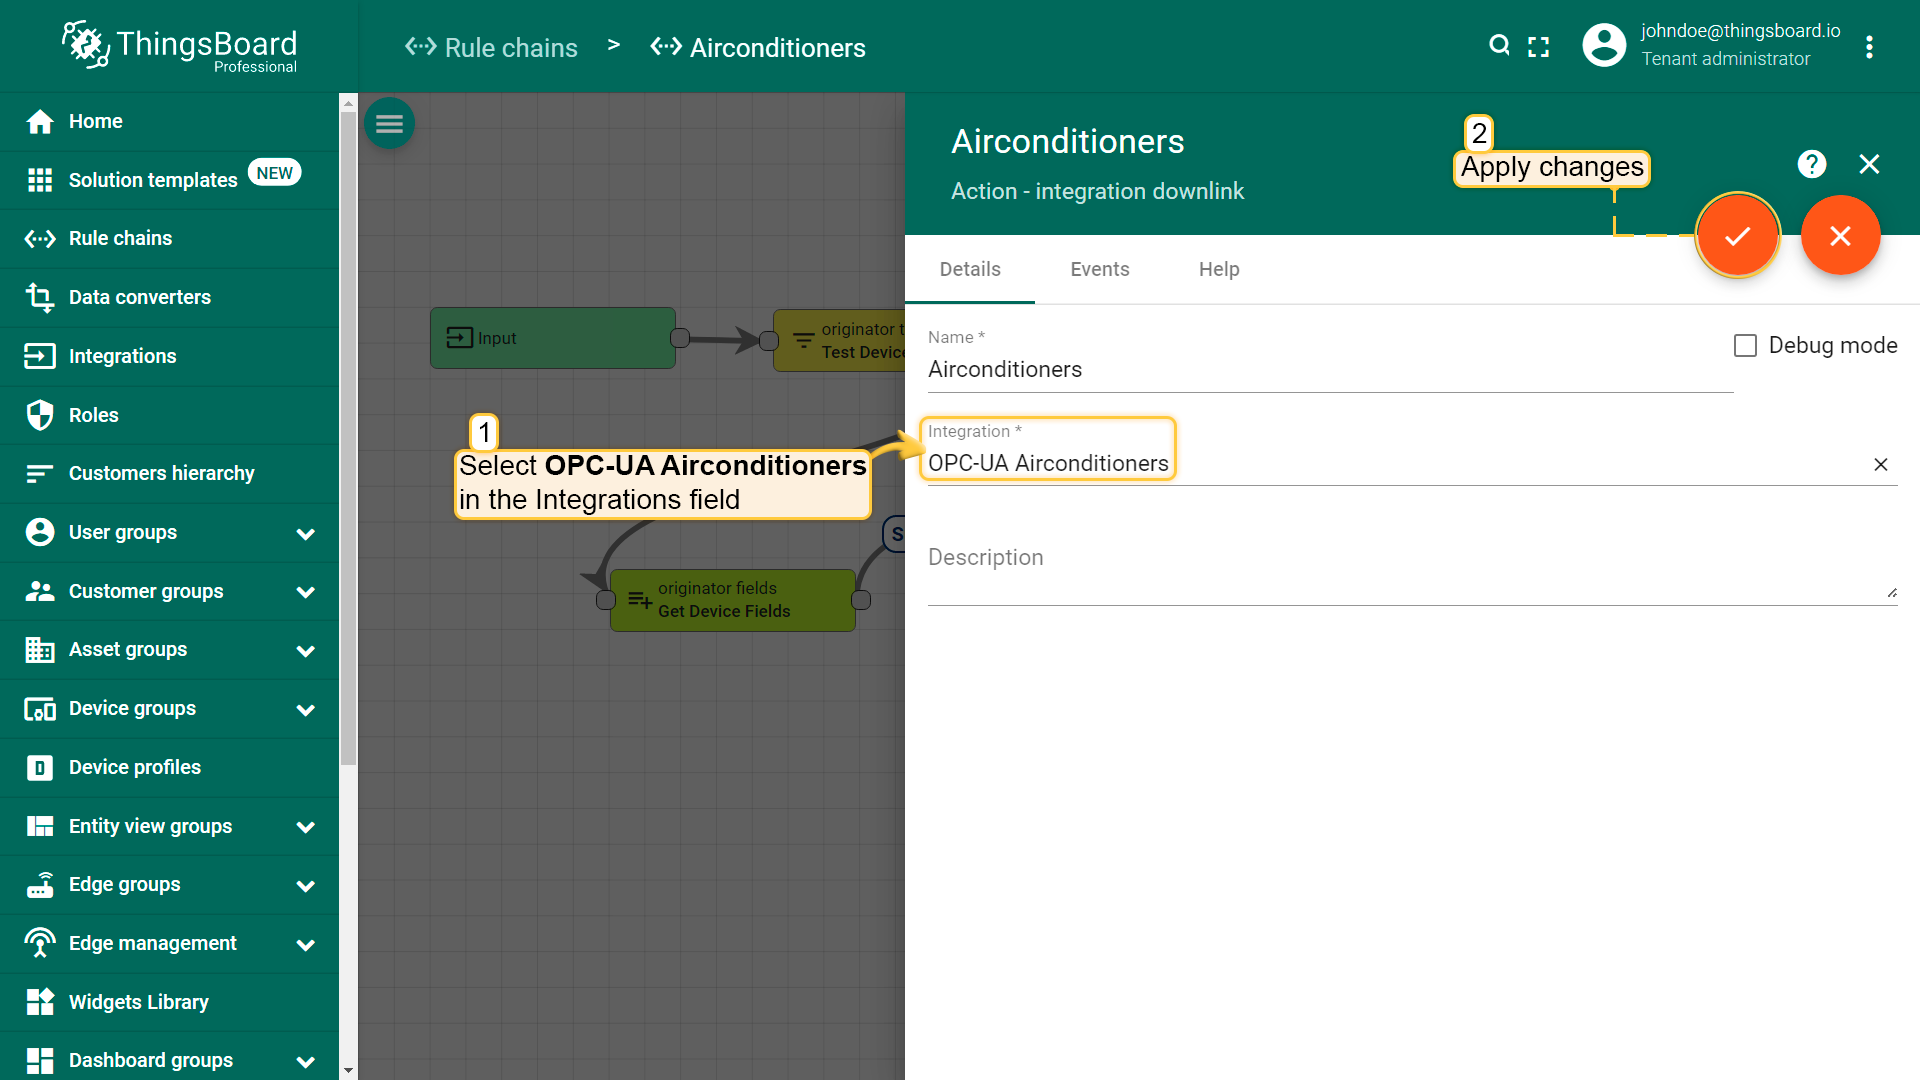 ThingsBoard
Professional
Rule chains > Airconditioners
johndoe@thingsboard.io
Tenant administrator
Home
Solution templates NEW
Rule chains
Data converters
Integrations
Roles
Customers hierarchy
User groups
Customer groups
Asset groups
Device groups
Device profiles
Entity view groups
Edge groups
Edge management
Widgets Library
Dashboard groups
Input
originator t
Test Device
1
Select OPC-UA Airconditioners
in the Integrations field
S
originator fields
Get Device Fields
Airconditioners
Action - integration downlink
2
Apply changes
Details Events Help
Name *
Airconditioners
Debug mode
Integration *
OPC-UA Airconditioners
Description